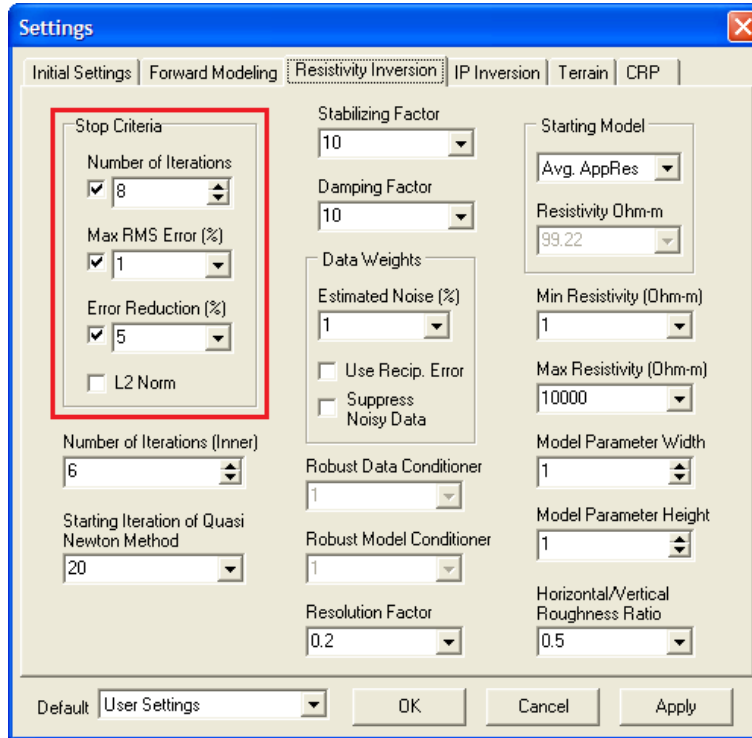 Settings
Initial Settings
Forward Modeling
Resistivity Inversion
IP Inversion
Terrain
CRP
Stop Criteria
Number of Iterations
8
Max RMS Error (%)
1
Error Reduction (%)
5
L2 Norm
Number of Iterations (Inner)
6
Starting Iteration of Quasi
Newton Method
20
Stabilizing Factor
10
Damping Factor
10
Data Weights
Estimated Noise (%)
1
Use Recip. Error
Suppress
Noisy Data
Robust Data Conditioner
1
Robust Model Conditioner
1
Resolution Factor
0.2
Starting Model
Avg. AppRes
Resistivity Ohm-m
99.22
Min Resistivity (Ohm-m)
1
Max Resistivity (Ohm-m)
10000
Model Parameter Width
1
Model Parameter Height
1
Horizontal/Vertical
Roughness Ratio
0.5
Default
User Settings
OK
Cancel
Apply